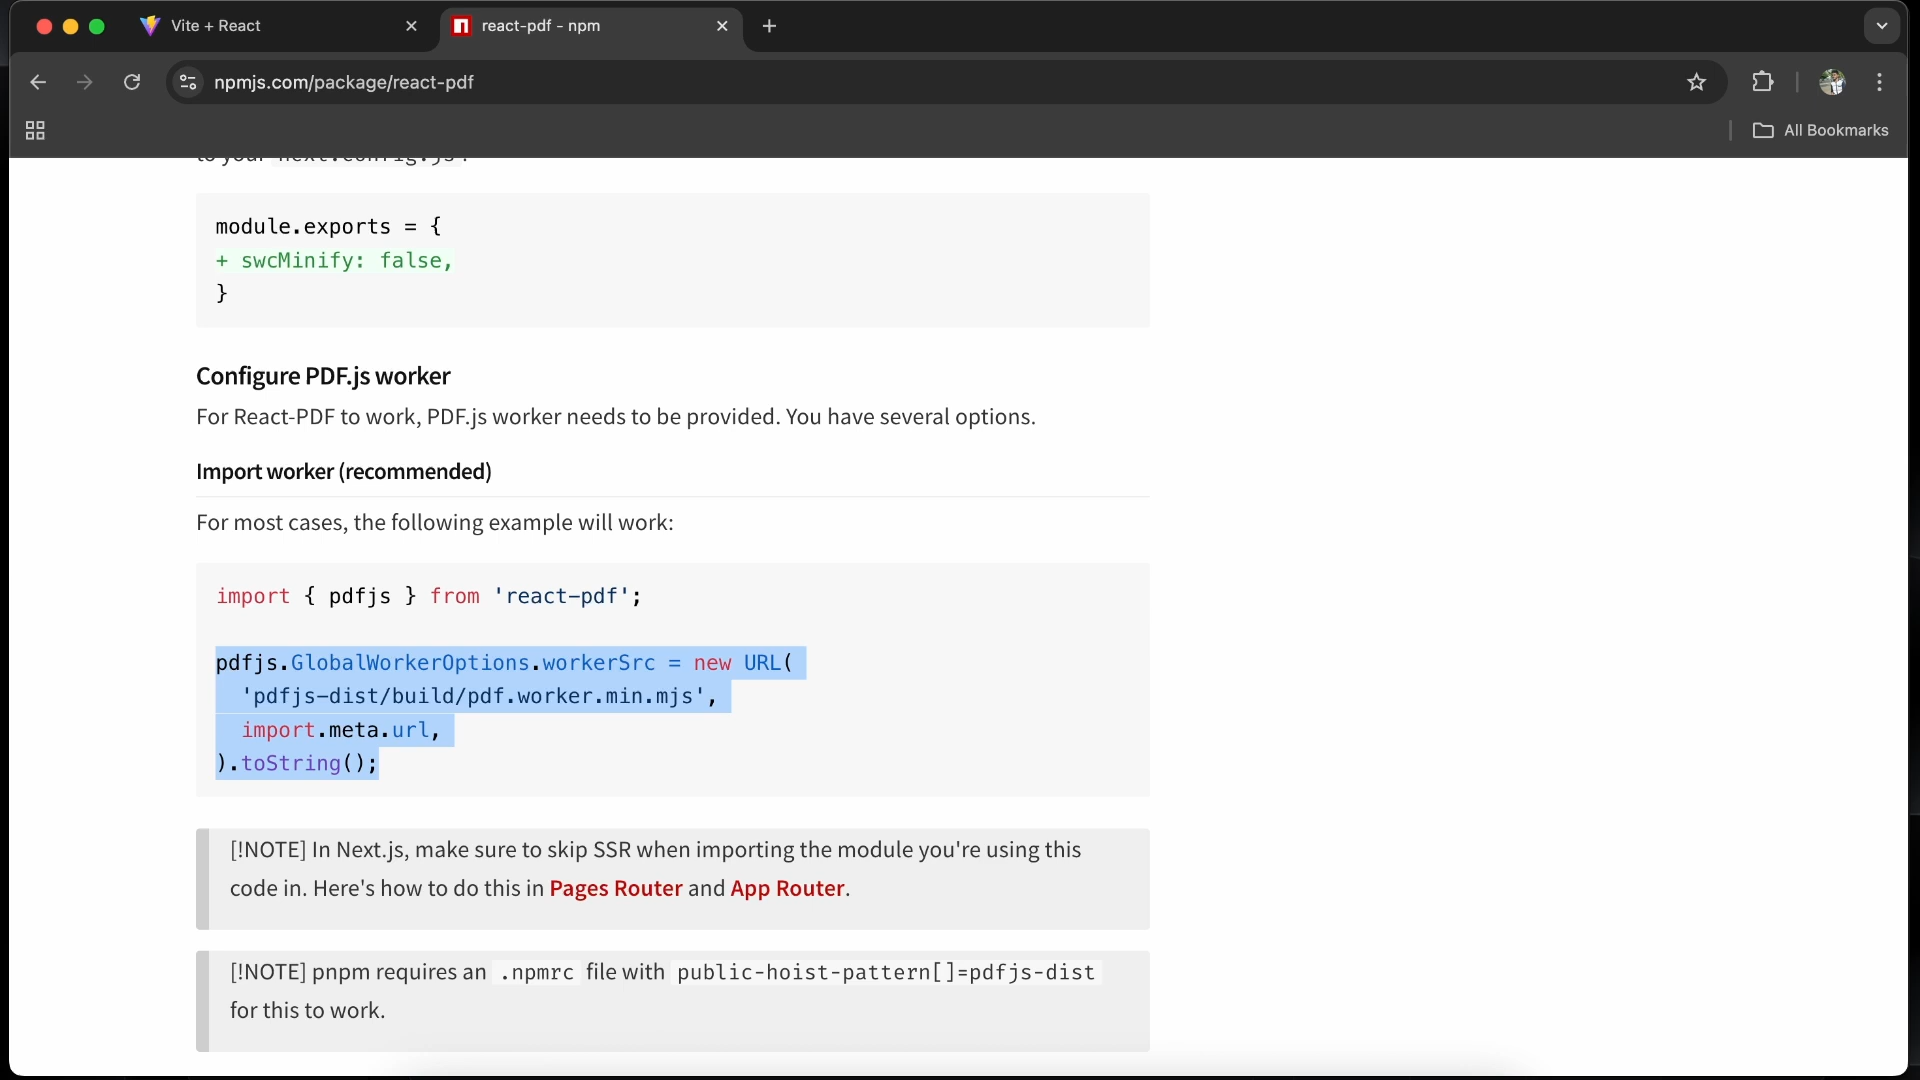 Vite + React
react-pdf - npm
npmjs.com/package/react-pdf
All Bookmarks
to your next.config.js:
module.exports = {
+ swcMinify: false,
}
Configure PDF.js worker
For React-PDF to work, PDF.js worker needs to be provided. You have several options.
Import worker (recommended)
For most cases, the following example will work:
import { pdfjs } from 'react-pdf';
pdfjs.GlobalWorkerOptions.workerSrc = new URL(
'pdfjs-dist/build/pdf.worker.min.mjs',
import.meta.url,
).toString();
[!NOTE] In Next.js, make sure to skip SSR when importing the module you're using this
code in. Here's how to do this in Pages Router and App Router.
[!NOTE] pnpm requires an .npmrc file with public-hoist-pattern[]=pdfjs-dist
for this to work.